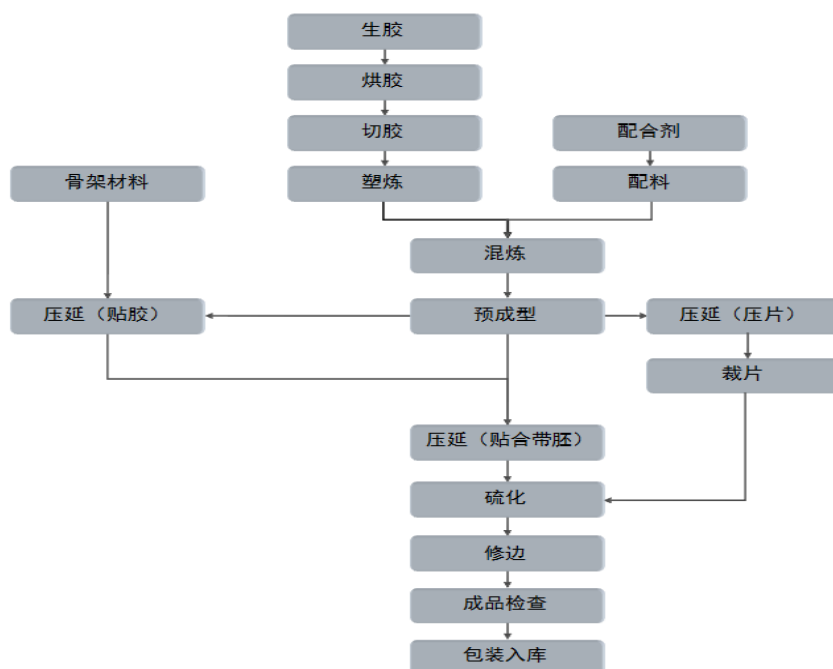 生胶
烘胶
切胶
配合剂
骨架材料
塑炼
配料
混炼
压延（贴胶）
预成型
压延（压片）
裁片
压延（贴合带胚）
硫化
修边
成品检查
包装入库